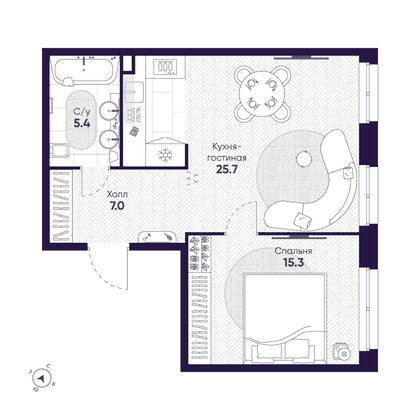 С/у
5.4
Кухня-
гостиная
25.7
Холл
7.0
Спальня
15.3